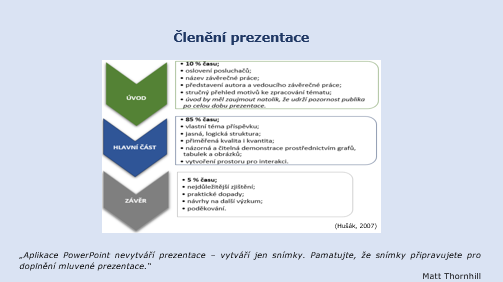 Členění prezentace
ÚVOD
• 10 % času;
• oslovení posluchačů;
• název závěrečné práce;
• představení autora a vedoucího závěrečné práce;
• stručný přehled motivů ke zpracování tématu;
• úvod by měl zaujmout natolik, že udrží pozornost publika
po celou dobu prezentace.
HLAVNÍ ČÁST
• 85 % času;
• vlastní téma příspěvku;
• jasná, logická struktura;
• přiměřená kvalita i kvantita;
• názorná a čitelná demonstrace prostřednictvím grafů,
tabulek a obrázků;
• vytvoření prostoru pro interakci.
ZÁVĚR
• 5 % času;
• nejdůležitější zjištění;
• praktické dopady;
• návrhy na další výzkum;
• poděkování.
(Hušák, 2007)
„Aplikace PowerPoint nevytváří prezentace – vytváří jen snímky. Pamatujte, že snímky připravujete pro
doplnění mluvené prezentace.“
Matt Thornhill